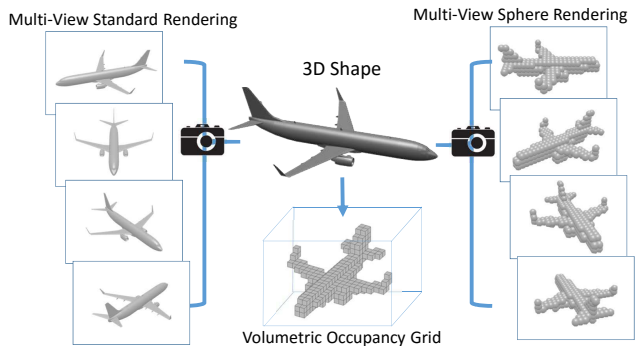 Multi-View Standard Rendering
Multi-View Sphere Rendering
3D Shape
Volumetric Occupancy Grid